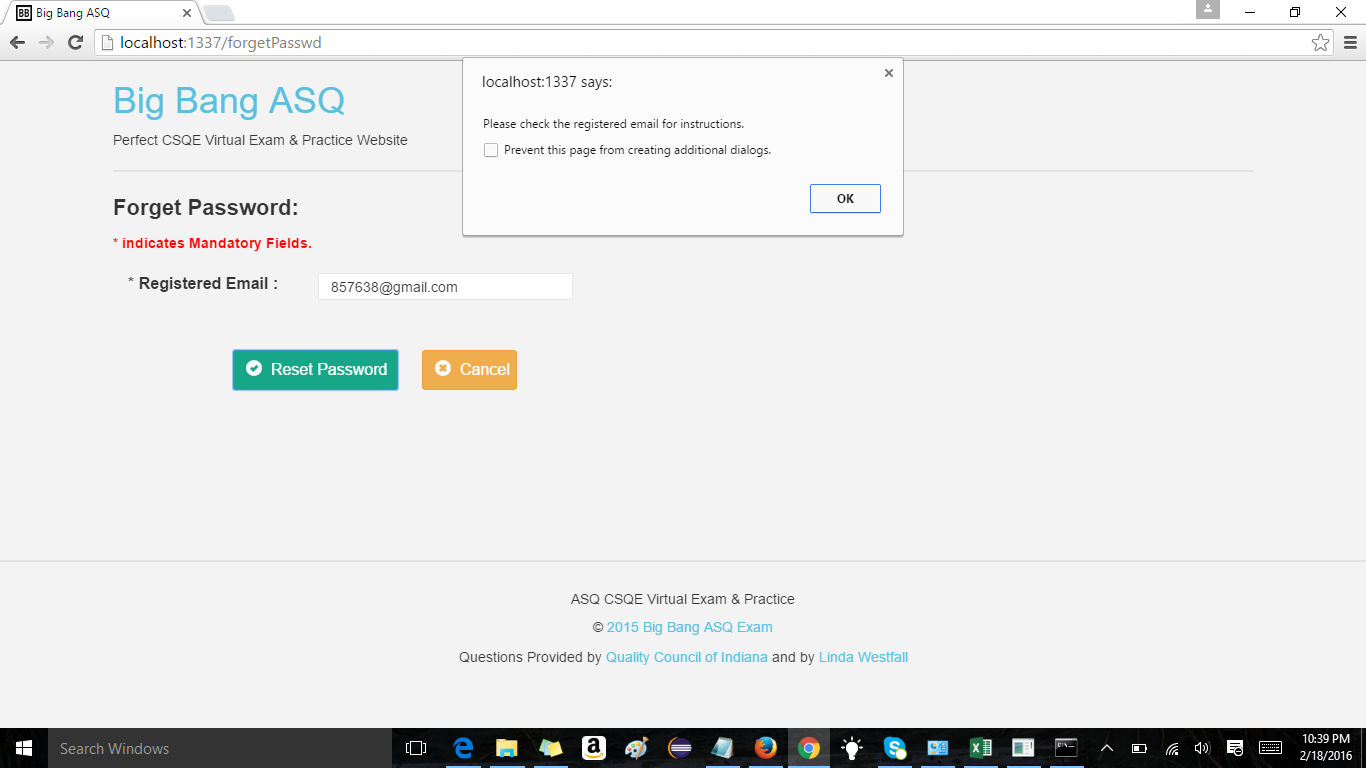 Big Bang ASQ
localhost:1337/forgetPasswd
localhost:1337 says:
Please check the registered email for instructions.
Prevent this page from creating additional dialogs.
OK
Big Bang ASQ
Perfect CSQE Virtual Exam & Practice Website
Forget Password:
* indicates Mandatory Fields.
* Registered Email : 857638@gmail.com
Reset Password Cancel
ASQ CSQE Virtual Exam & Practice
© 2015 Big Bang ASQ Exam
Questions Provided by Quality Council of Indiana and by Linda Westfall
Search Windows
10:39 PM
2/18/2016